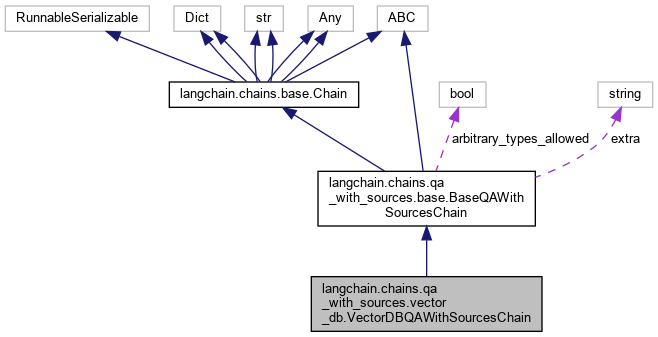 RunnableSerializable
Dict
str
Any
ABC
langchain.chains.base.Chain
bool
string
arbitrary_types_allowed
extra
langchain.chains.qa
_with_sources.base.BaseQAWith
SourcesChain
langchain.chains.qa
_with_sources.vector
_db.VectorDBQAWithSourcesChain